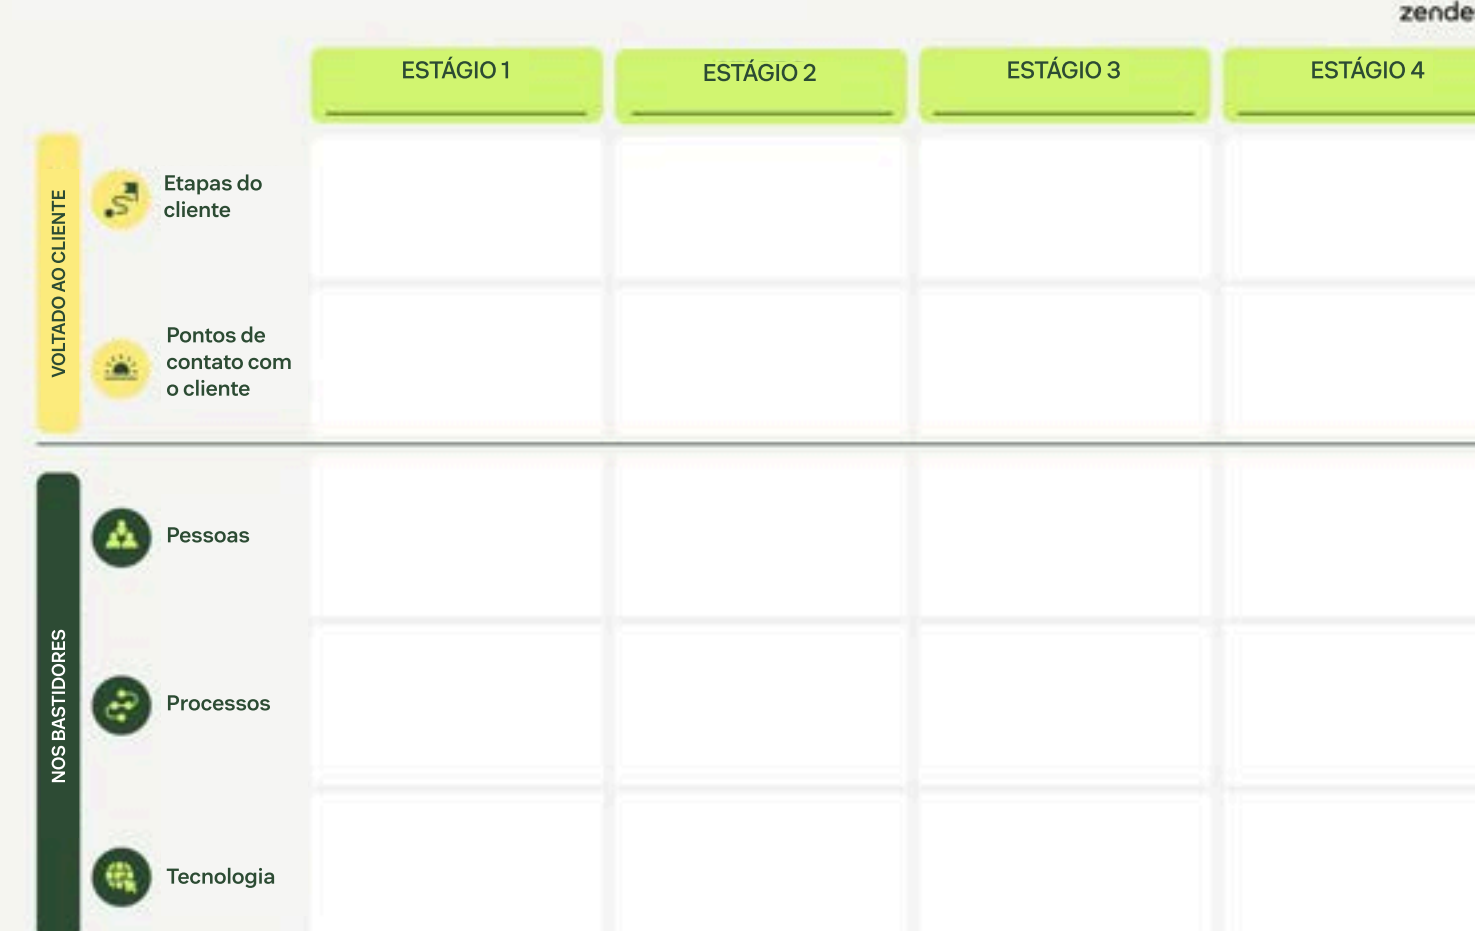 zende
ESTÁGIO 1
ESTÁGIO 2
ESTÁGIO 3
ESTÁGIO 4
VOLTADO AO CLIENTE
Etapas do
cliente
Pontos de
contato com
o cliente
NOS BASTIDORES
Pessoas
Processos
Tecnologia